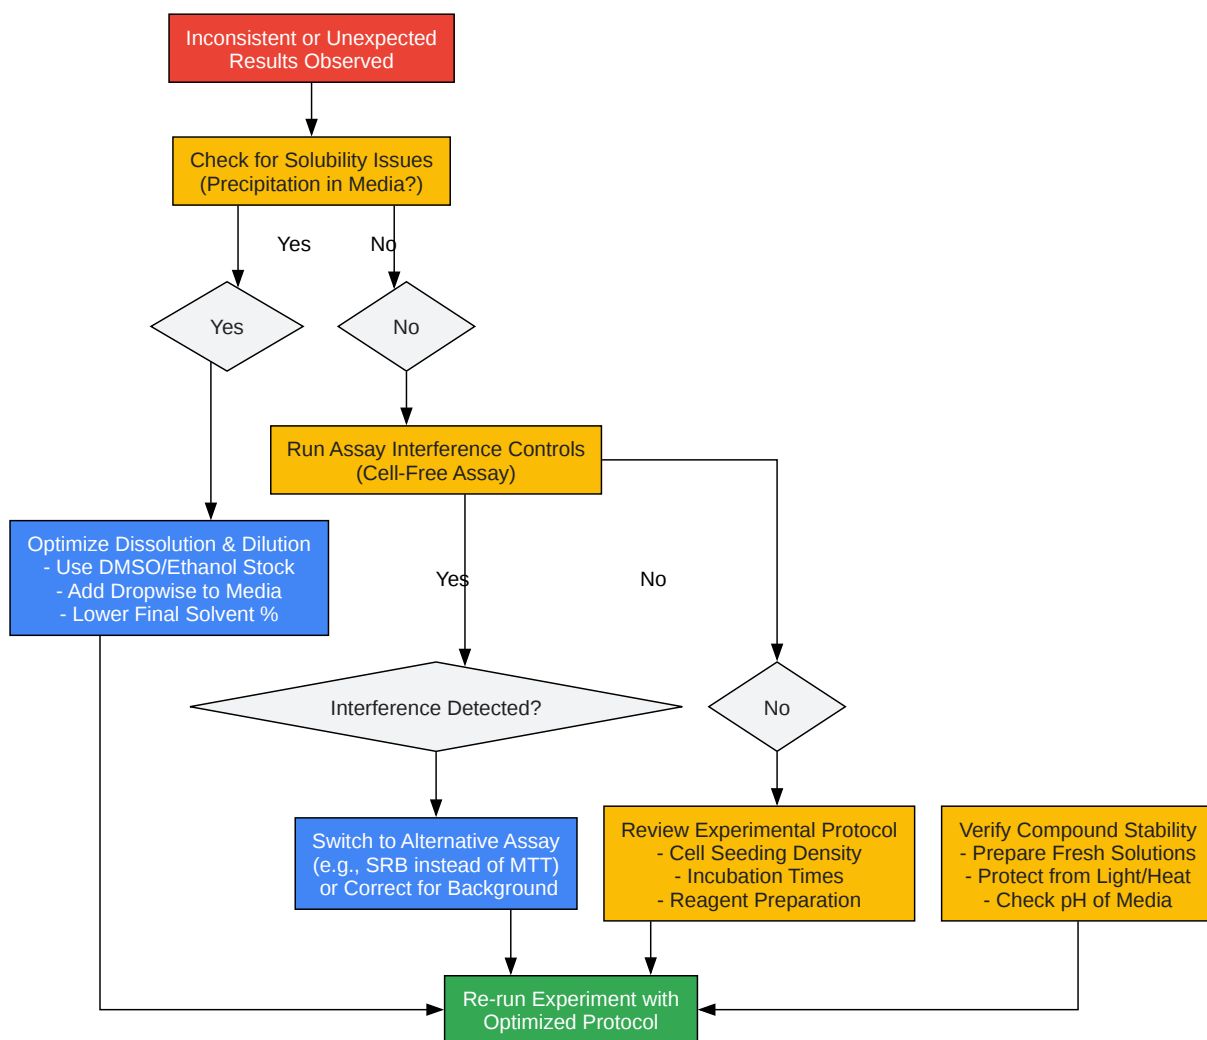 Inconsistent or Unexpected
Results Observed
Check for Solubility Issues
(Precipitation in Media?)
Yes
No
Yes
No
Run Assay Interference Controls
(Cell-Free Assay)
Optimize Dissolution & Dilution
- Use DMSO/Ethanol Stock
- Add Dropwise to Media
- Lower Final Solvent %
Yes
No
Interference Detected?
No
Switch to Alternative Assay
(e.g., SRB instead of MTT)
or Correct for Background
Review Experimental Protocol
- Cell Seeding Density
- Incubation Times
- Reagent Preparation
Verify Compound Stability
- Prepare Fresh Solutions
- Protect from Light/Heat
- Check pH of Media
Re-run Experiment with
Optimized Protocol